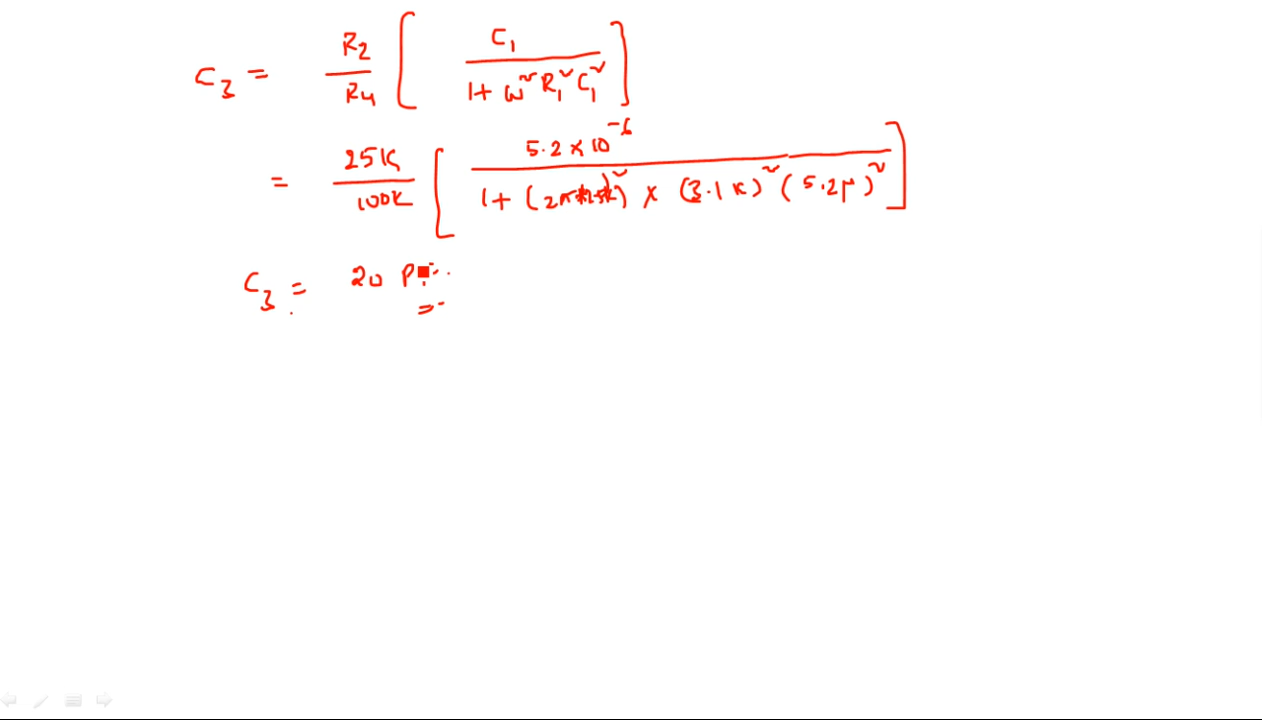 C₃ = R₂/R₄ [ C₁ / (1 + ω² R₁² C₁²) ]
= 25K/100K [ 5.2 × 10⁻⁶ / (1 + (2π)² × (3.1K)² (5.2μ)²) ]
C₃ = 20 P